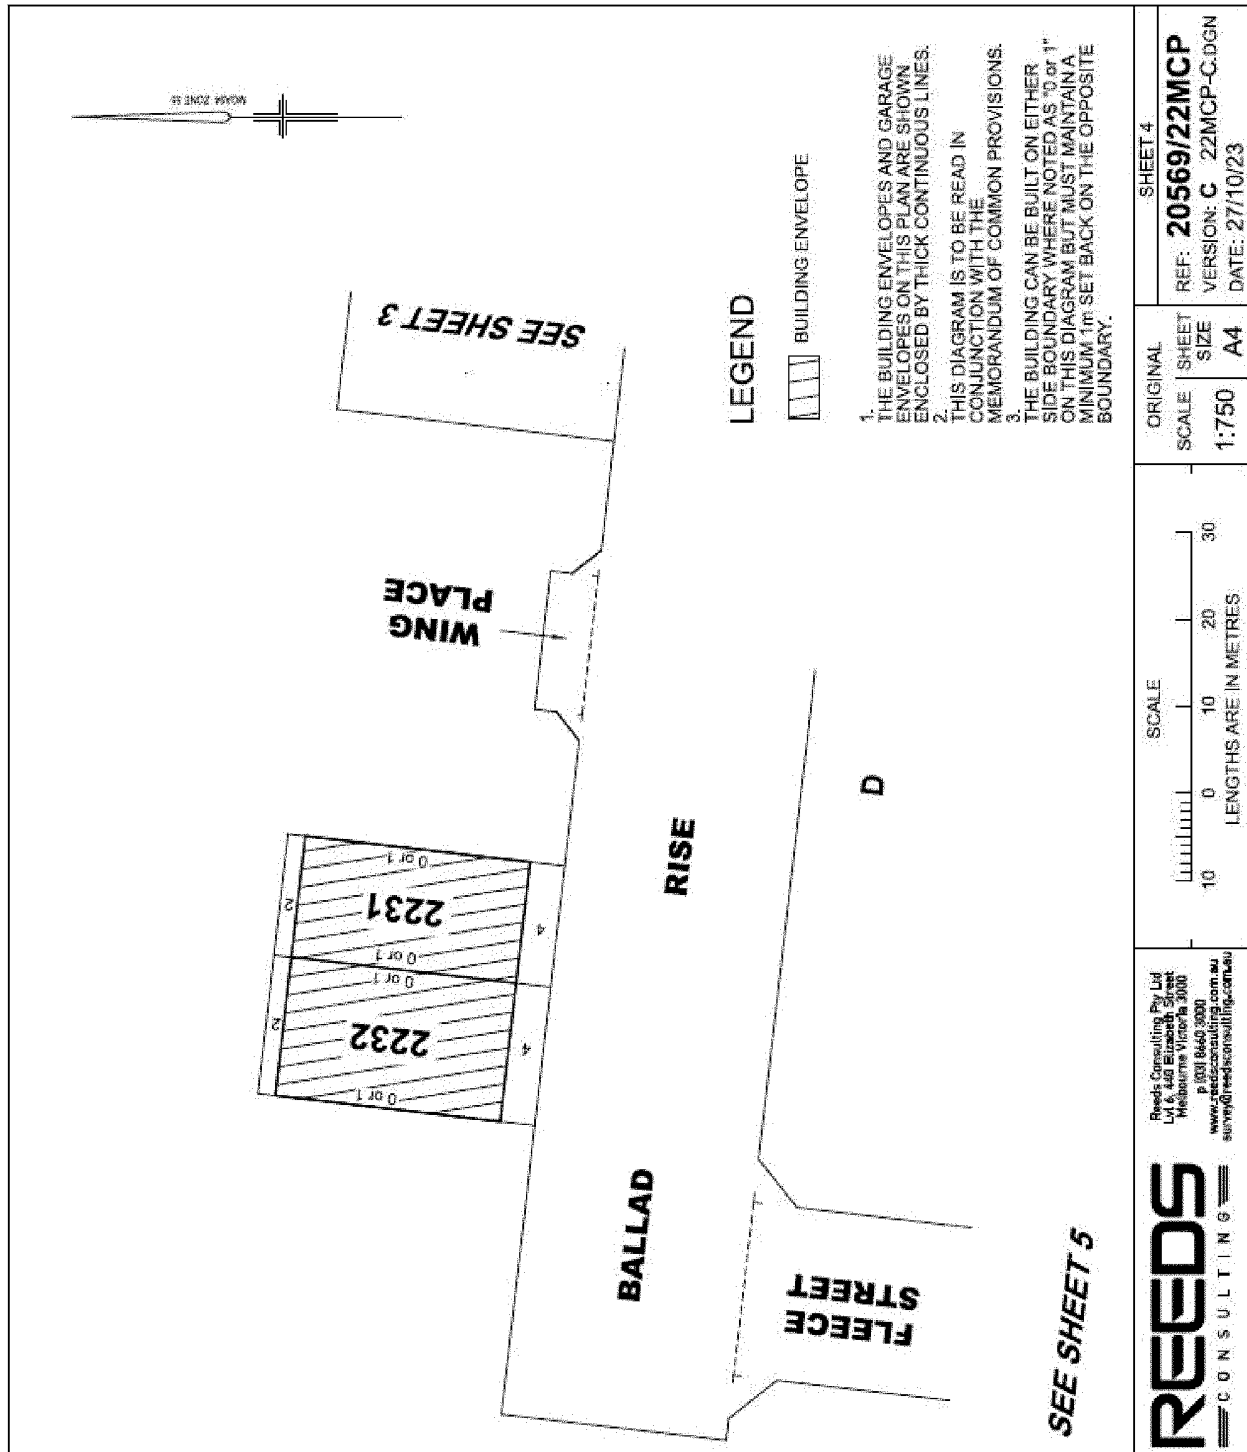 MGA94 ZONE 55
SEE SHEET 3
WING
PLACE
2231
0 or 1
0 or 1
2
4
2232
0 or 1
0 or 1
2
4
BALLAD
RISE
D
FLEECE
STREET
SEE SHEET 5
LEGEND
BUILDING ENVELOPE
1.
THE BUILDING ENVELOPES AND GARAGE
ENVELOPES ON THIS PLAN ARE SHOWN
ENCLOSED BY THICK CONTINUOUS LINES.
2.
THIS DIAGRAM IS TO BE READ IN
CONJUNCTION WITH THE
MEMORANDUM OF COMMON PROVISIONS.
3.
THE BUILDING CAN BE BUILT ON EITHER
SIDE BOUNDARY WHERE NOTED AS "0 or 1"
ON THIS DIAGRAM BUT MUST MAINTAIN A
MINIMUM 1m SET BACK ON THE OPPOSITE
BOUNDARY.
REEDS
CONSULTING
Reeds Consulting Pty Ltd
Lvl 6, 440 Elizabeth Street
Melbourne Victoria 3000
p (03) 8660 3000
www.reedsconsulting.com.au
survey@reedsconsulting.com.au
SCALE
10 0 10 20 30
LENGTHS ARE IN METRES
ORIGINAL
SCALE
1:750
SHEET
SIZE
A4
SHEET 4
REF: 20569/22MCP
VERSION: C 22MCP-C.DGN
DATE: 27/10/23